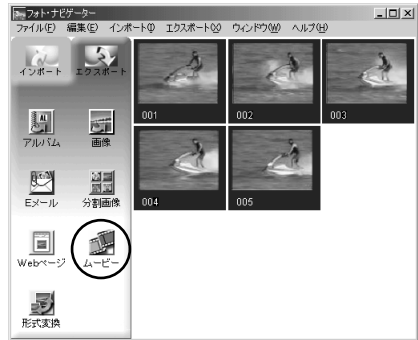 フォト・ナビゲーター
ファイル(F) 編集(E) インポート(I) エクスポート(X) ウィンドウ(W) ヘルプ(H)
インポート エクスポート
アルバム 画像
Eメール 分割画像
Webページ ムービー
形式変換
001 002 003
004 005